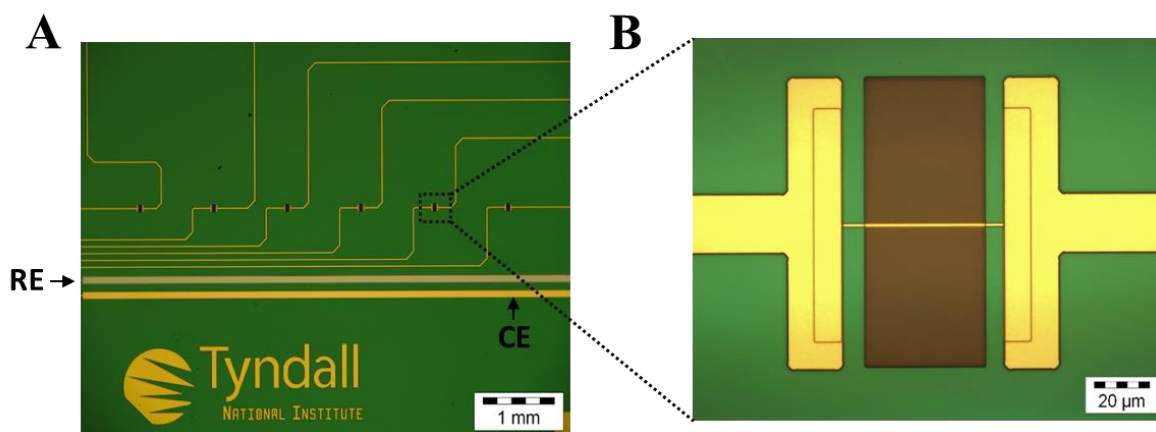 A
B
RE
CE
Tyndall
NATIONAL INSTITUTE
1 mm
20 µm